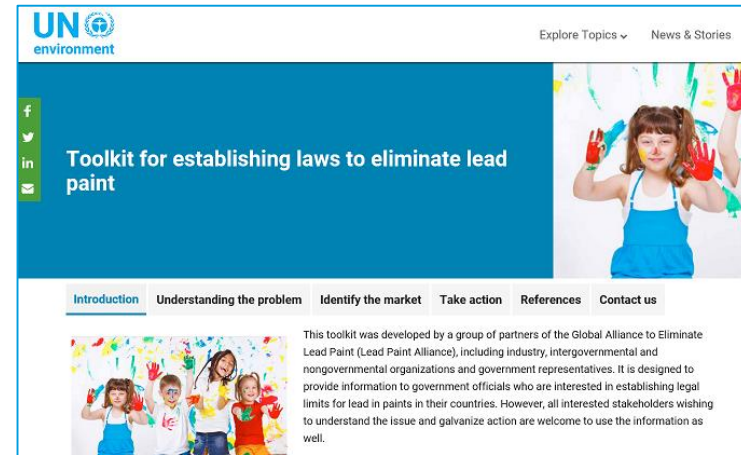 UN
environment
Explore Topics
News & Stories
f
in
Toolkit for establishing laws to eliminate lead
paint
Introduction
Understanding the problem
Identify the market
Take action
References
Contact us
This toolkit was developed by a group of partners of the Global Alliance to Eliminate
Lead Paint (Lead Paint Alliance), including industry, intergovernmental and
nongovernmental organizations and government representatives. It is designed to
provide information to government officials who are interested in establishing legal
limits for lead in paints in their countries. However, all interested stakeholders wishing
to understand the issue and galvanize action are welcome to use the information as
well.